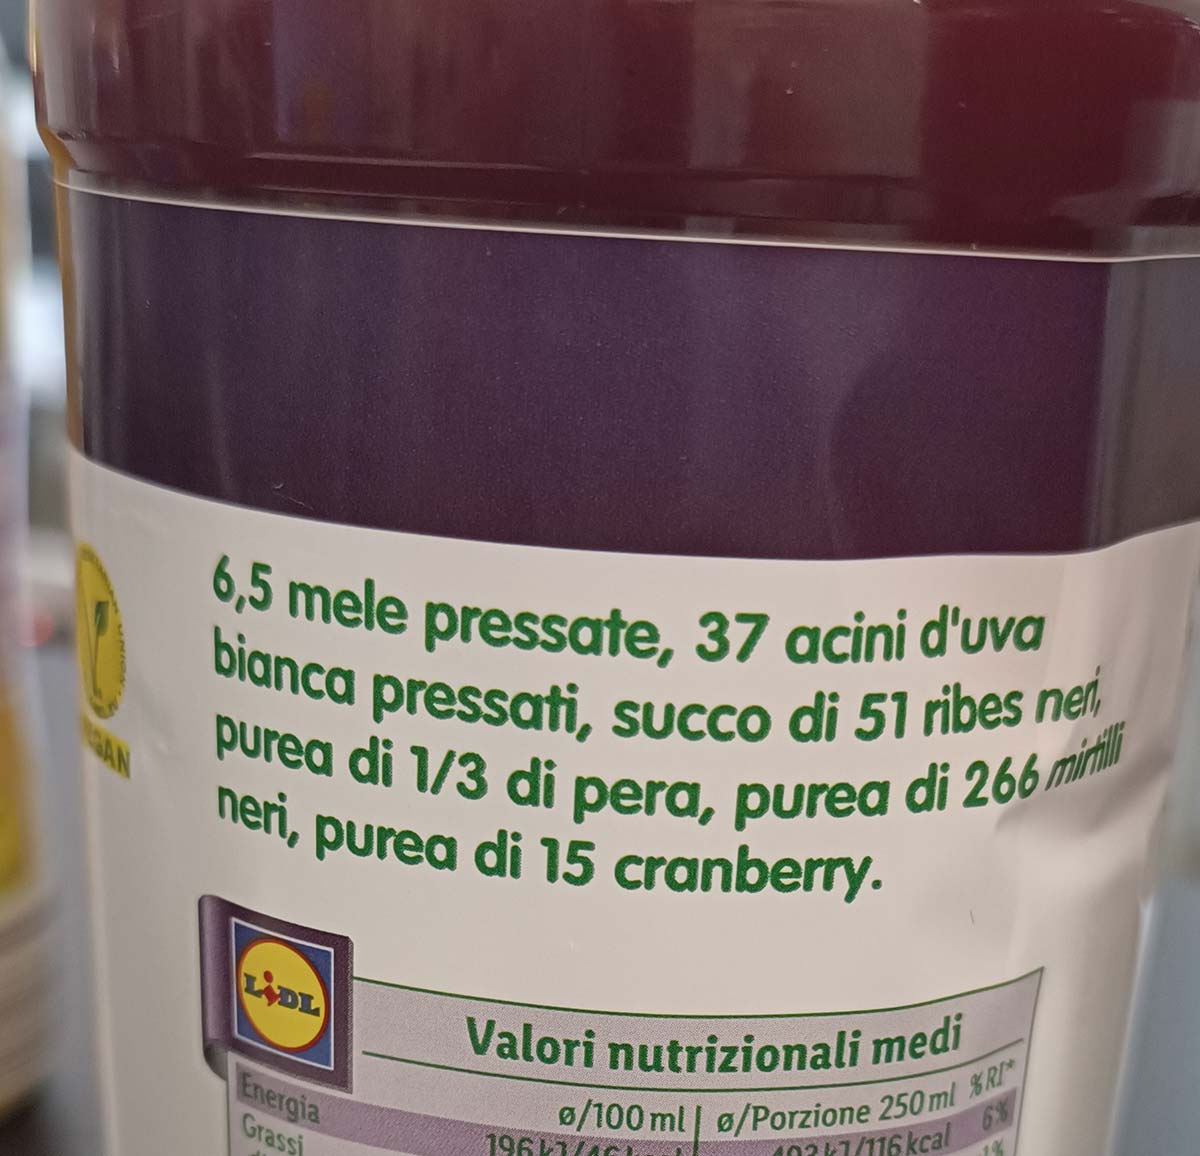 6,5 mele pressate, 37 acini d'uva
bianca pressati, succo di 51 ribes neri,
purea di 1/3 di pera, purea di 266 mirtilli
neri, purea di 15 cranberry.
LIDL
Valori nutrizionali medi
ø/100 ml | ø/Porzione 250 ml %RI*
Energia 116 kcal 6%
Grassi